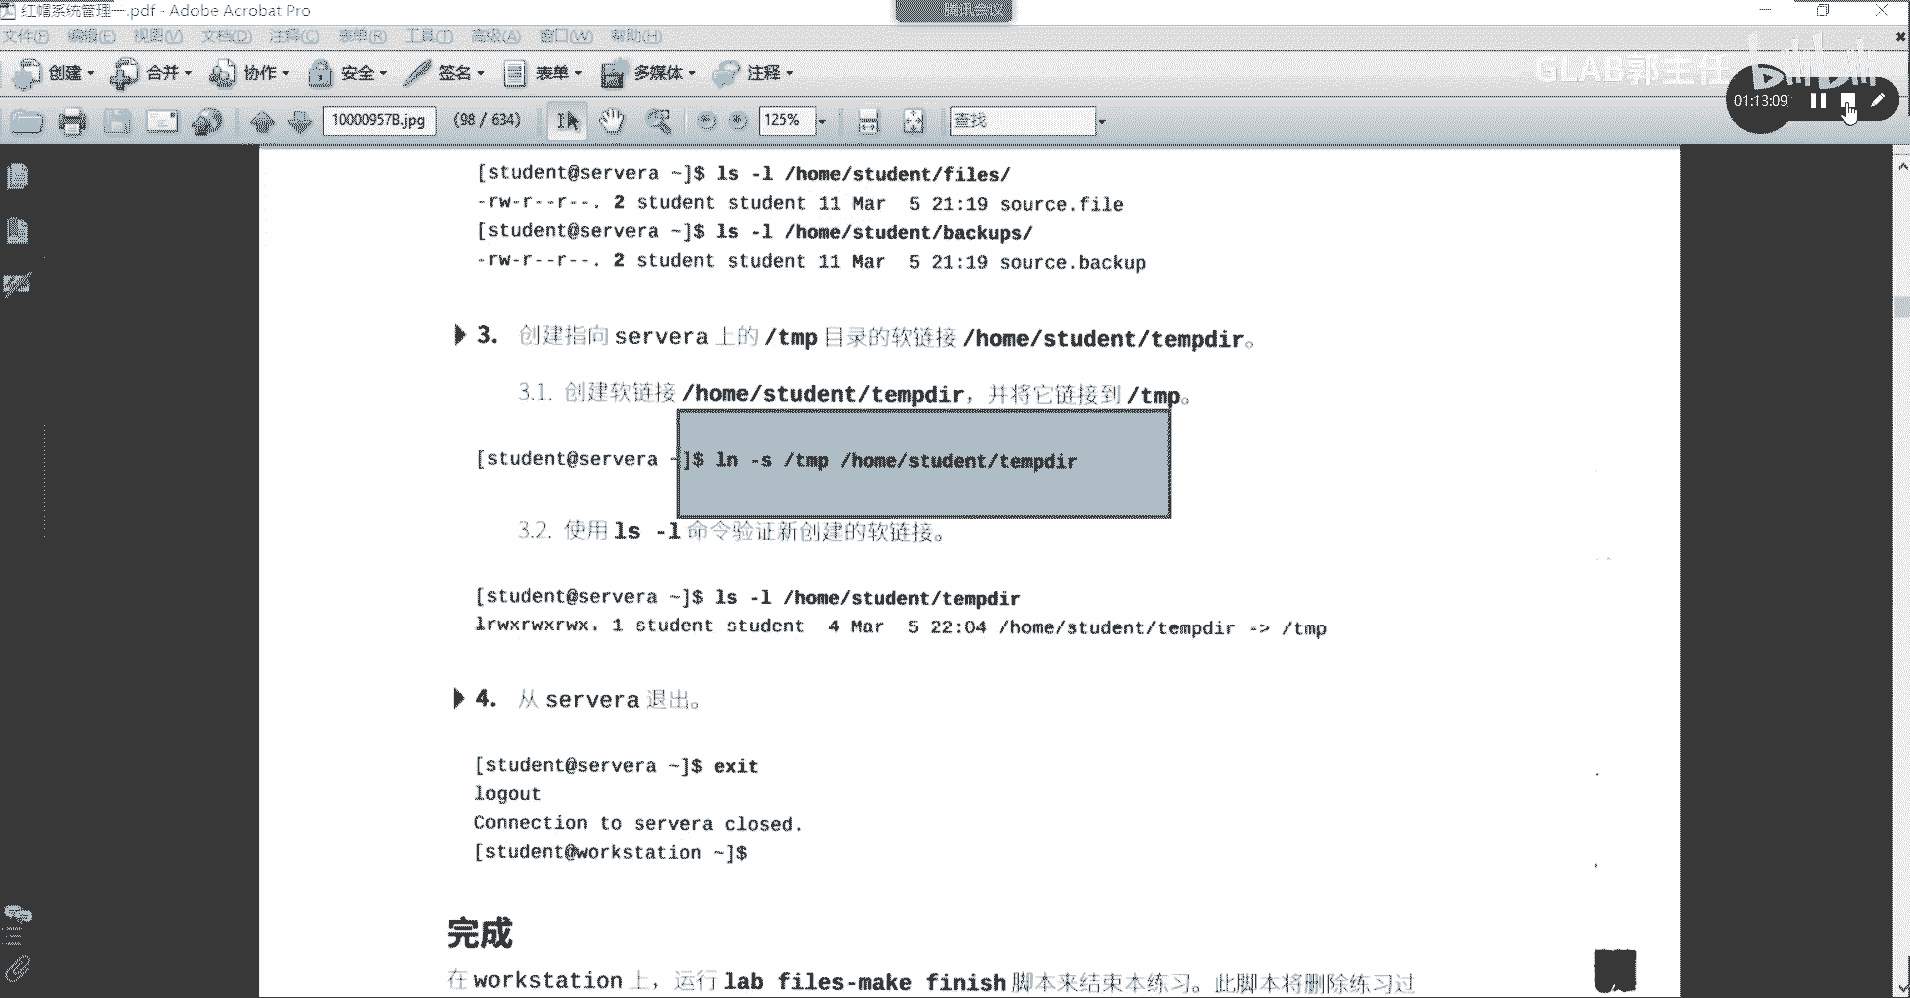 红帽系统管理一.pdf - Adobe Acrobat Pro
腾讯会议
文件(F) 编辑(E) 视图(V) 文档(D) 注释(C) 表单(R) 工具(T) 高级(A) 窗口(W) 帮助(H)
创建 合并 协作 安全 签名 表单 多媒体 注释
GLAB郭主任 bilibili
01:13:09
10000957B.jpg (98 / 634) 125% 查找
[student@servera ~]$ ls -l /home/student/files/
-rw-r--r--. 2 student student 11 Mar  5 21:19 source.file
[student@servera ~]$ ls -l /home/student/backups/
-rw-r--r--. 2 student student 11 Mar  5 21:19 source.backup
3. 创建指向 servera 上的 /tmp 目录的软链接 /home/student/tempdir。
3.1. 创建软链接 /home/student/tempdir，并将它链接到 /tmp。
[student@servera ~]$ ln -s /tmp /home/student/tempdir
3.2. 使用 ls -l 命令验证新创建的软链接。
[student@servera ~]$ ls -l /home/student/tempdir
lrwxrwxrwx. 1 student student  4 Mar  5 22:04 /home/student/tempdir -> /tmp
4. 从 servera 退出。
[student@servera ~]$ exit
logout
Connection to servera closed.
[student@workstation ~]$
完成
在 workstation 上，运行 lab files-make finish 脚本来结束本练习。此脚本将删除练习过